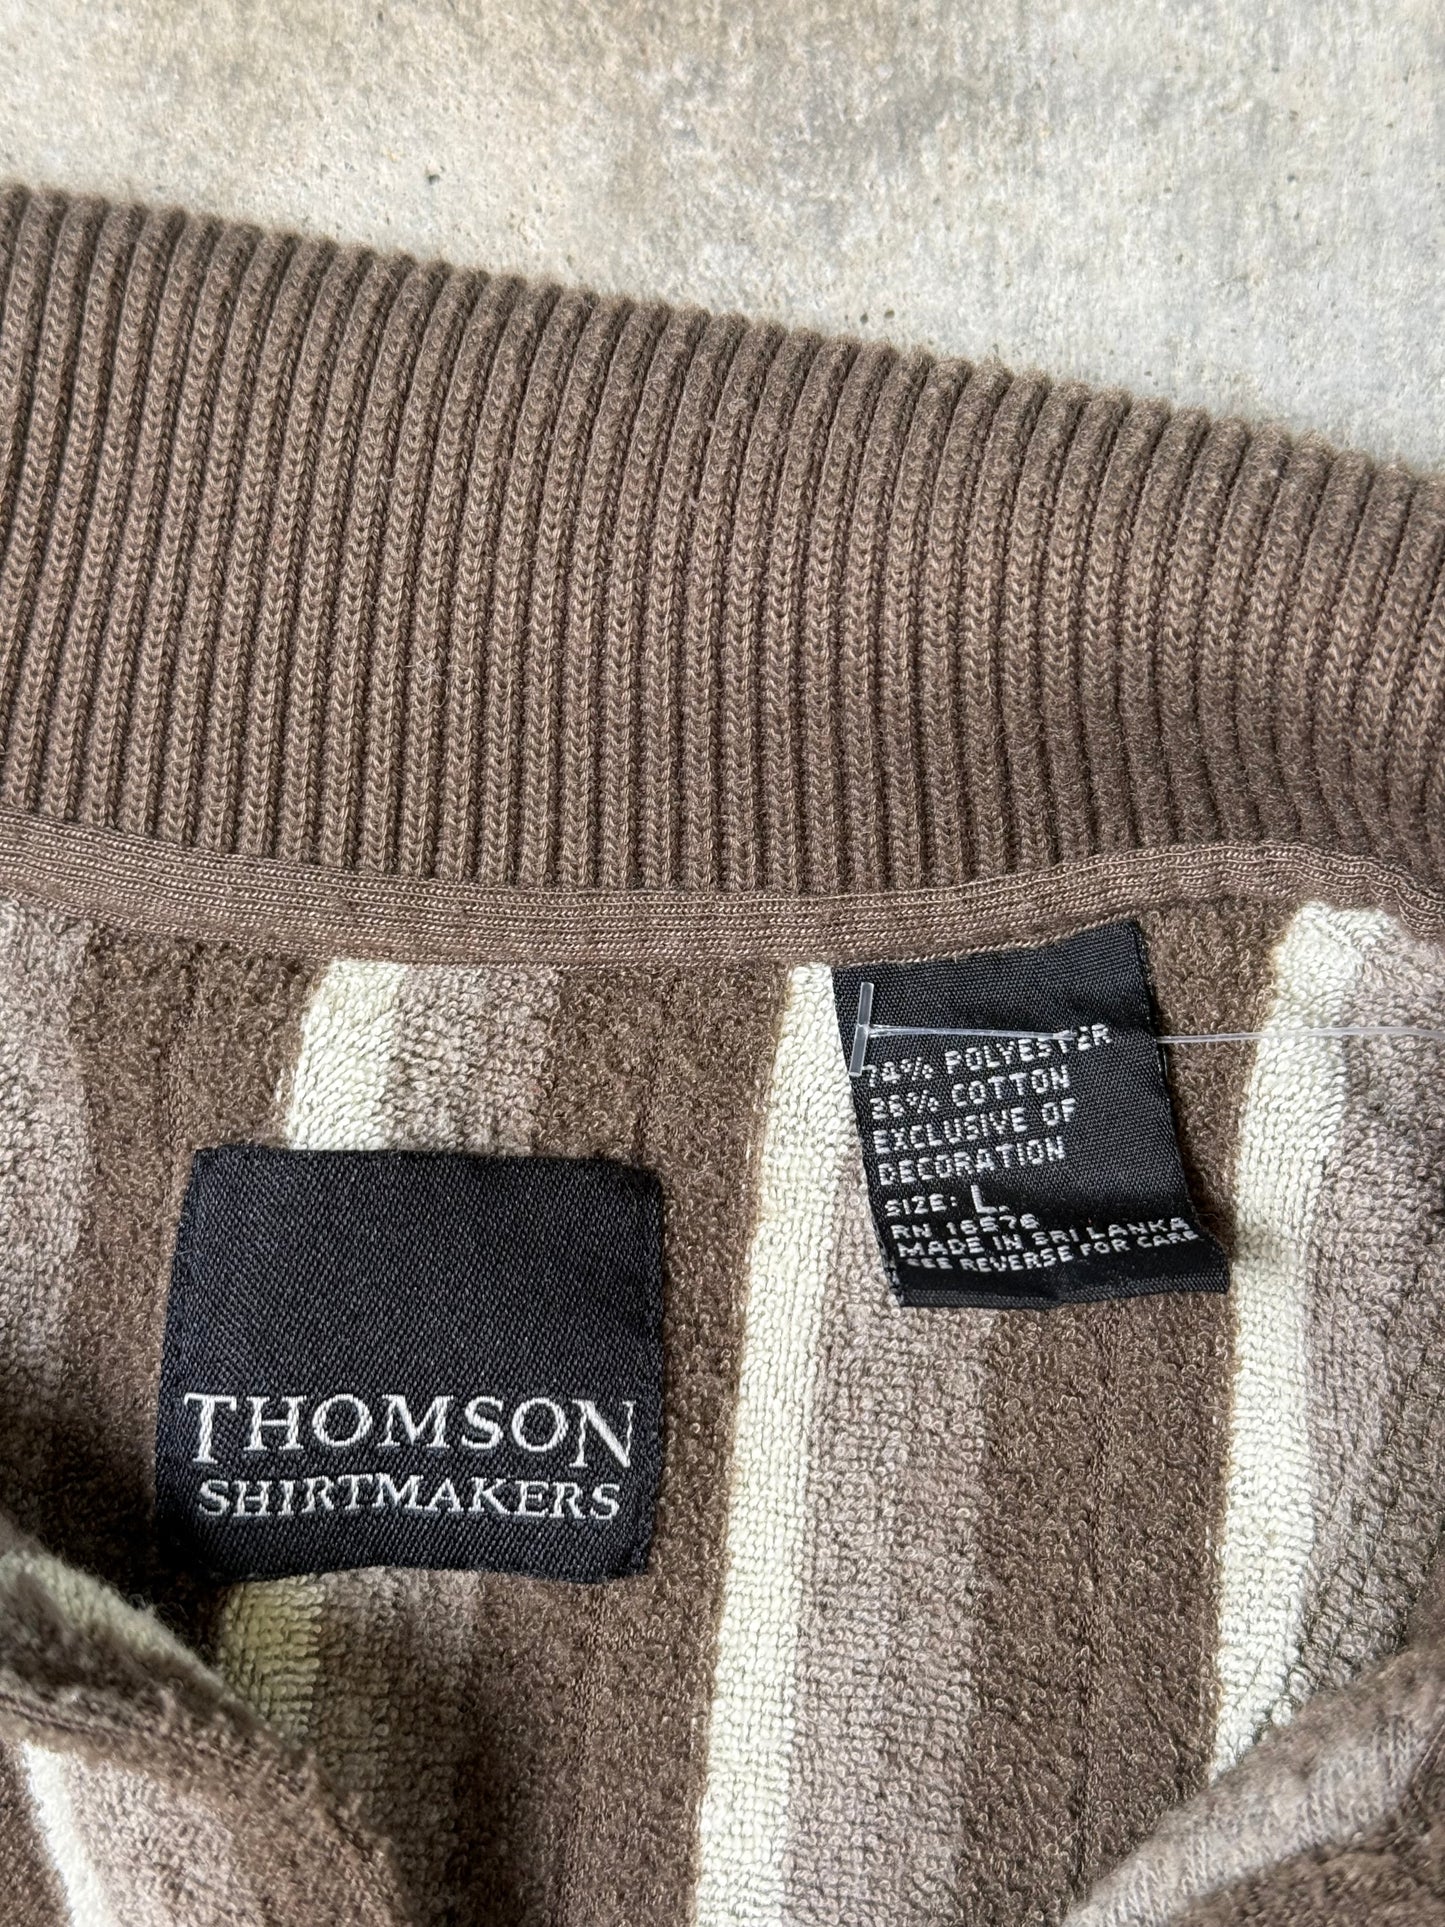 THOMSON
SHIRTMAKERS
74% POLYESTER
26% COTTON
EXCLUSIVE OF
DECORATION
SIZE: L.
RN 16576
MADE IN SRI LANKA
SEE REVERSE FOR CARE